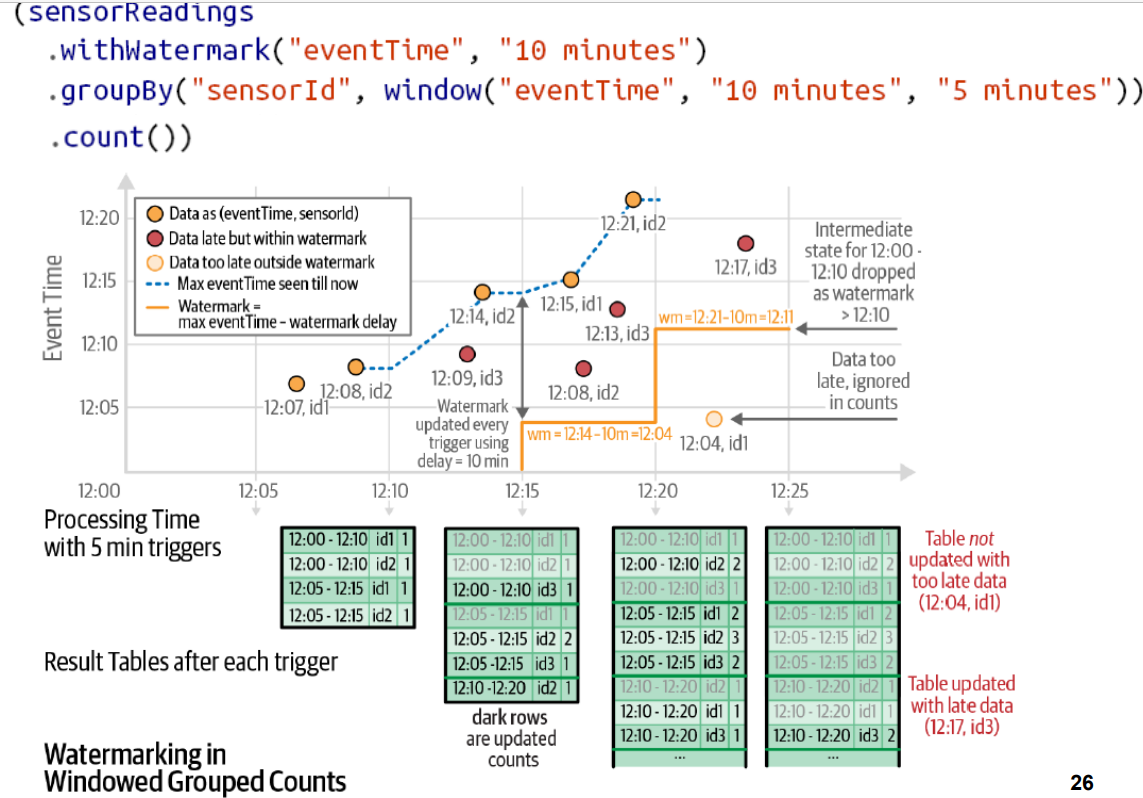 (sensorReadings
.withWatermark("eventTime", "10 minutes")
.groupBy("sensorId", window("eventTime", "10 minutes", "5 minutes"))
.count())
Data as (eventTime, sensorId)
Data late but within watermark
Data too late outside watermark
Max eventTime seen till now
Watermark =
max eventTime – watermark delay
Event Time
12:20
12:15
12:10
12:05
12:07, id1
12:08, id2
12:14, id2
12:09, id3
12:15, id1
12:13, id3
12:08, id2
12:21, id2
12:17, id3
12:04, id1
Watermark
updated every
trigger using
delay = 10 min
wm = 12:14 – 10m = 12:04
wm = 12:21 – 10m = 12:11
Intermediate
state for 12:00 -
12:10 dropped
as watermark
> 12:10
Data too
late, ignored
in counts
12:00
12:05
12:10
12:15
12:20
12:25
Processing Time
with 5 min triggers
12:00 - 12:10 id1 1
12:00 - 12:10 id2 1
12:05 - 12:15 id1 1
12:05 - 12:15 id2 1
12:00 - 12:10 id1 1
12:00 - 12:10 id2 1
12:00 - 12:10 id3 1
12:05 - 12:15 id1 1
12:05 - 12:15 id2 2
12:05 - 12:15 id3 1
12:10 - 12:20 id2 1
12:00 - 12:10 id1 1
12:00 - 12:10 id2 2
12:00 - 12:10 id3 1
12:05 - 12:15 id1 2
12:05 - 12:15 id2 3
12:05 - 12:15 id3 2
12:10 - 12:20 id2 1
12:10 - 12:20 id1 1
12:10 - 12:20 id3 1
...
12:00 - 12:10 id1 1
12:00 - 12:10 id2 2
12:00 - 12:10 id3 1
12:05 - 12:15 id1 2
12:05 - 12:15 id2 3
12:05 - 12:15 id3 2
12:10 - 12:20 id2 1
12:10 - 12:20 id1 1
12:10 - 12:20 id3 2
...
Table not
updated with
too late data
(12:04, id1)
Table updated
with late data
(12:17, id3)
Result Tables after each trigger
dark rows
are updated
counts
Watermarking in
Windowed Grouped Counts
26